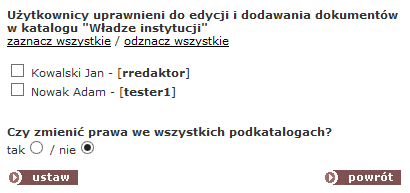 Użytkownicy uprawnieni do edycji i dodawania dokumentów
w katalogu "Władze instytucji"
zaznacz wszystkie / odznacz wszystkie
Kowalski Jan - [rredaktor]
Nowak Adam - [tester1]
Czy zmienić prawa we wszystkich podkatalogach?
tak / nie
ustaw powrót